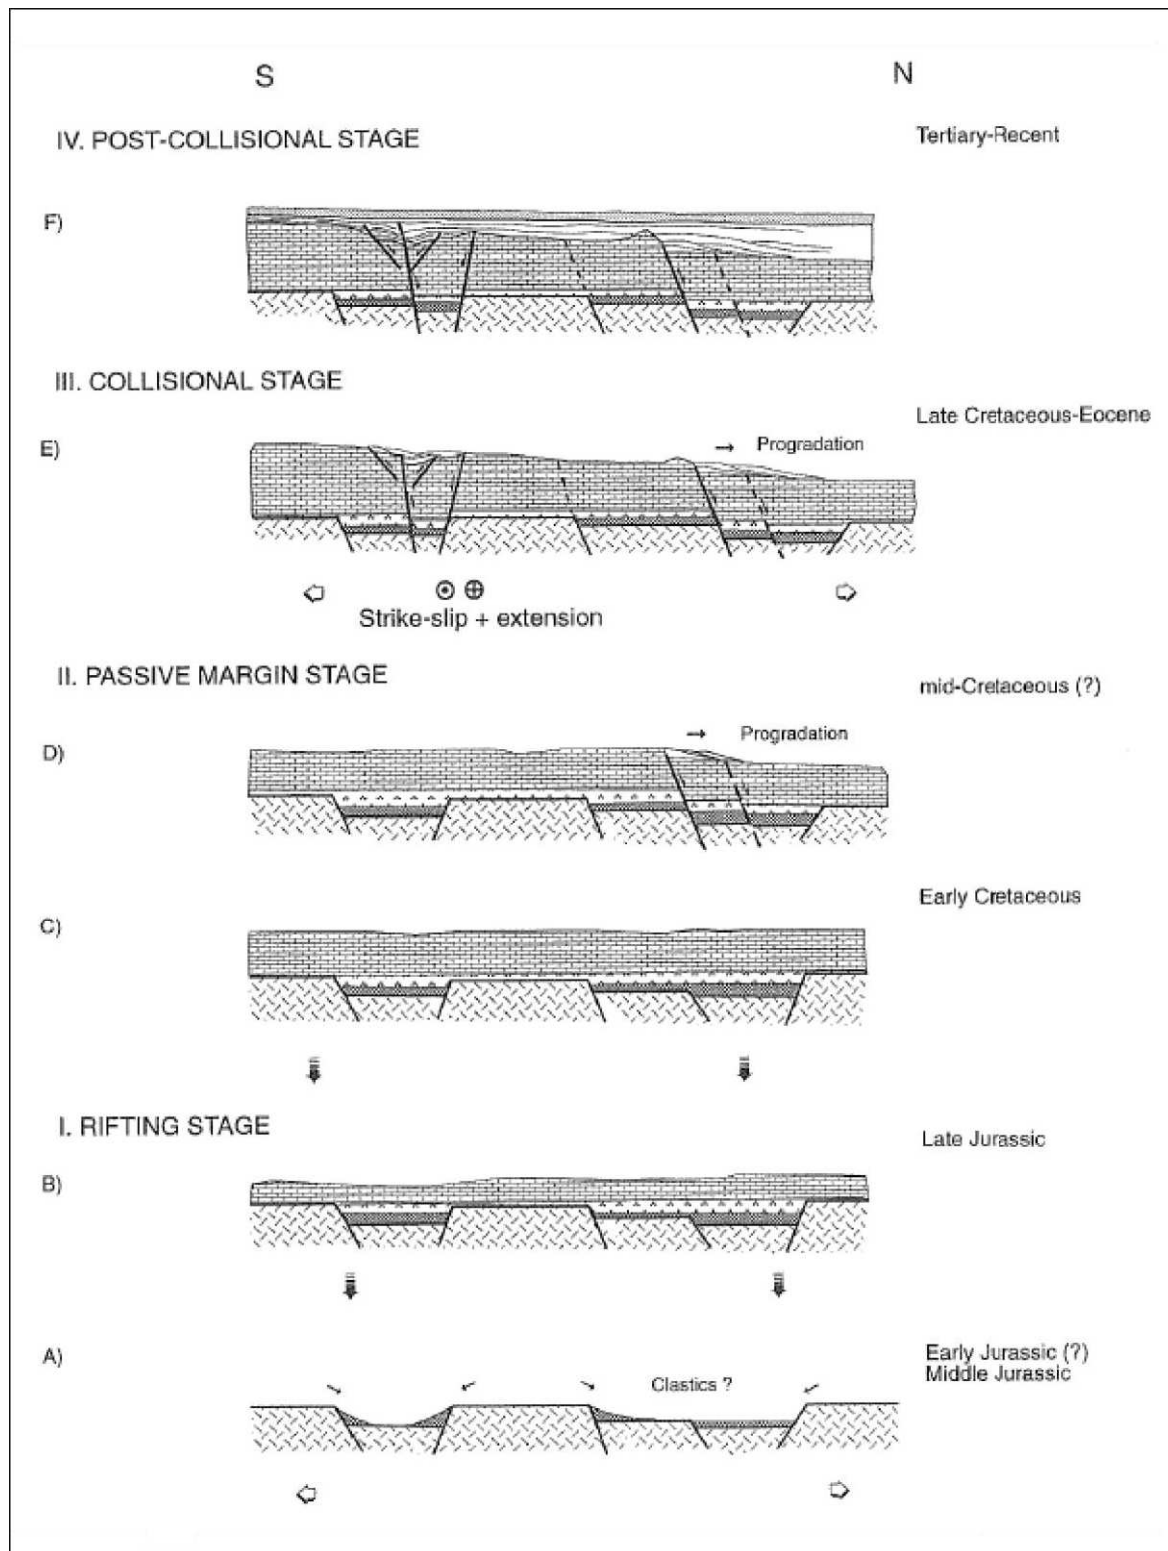 S N
IV. POST-COLLISIONAL STAGE
Tertiary-Recent
F)
III. COLLISIONAL STAGE
Late Cretaceous-Eocene
E)
Progradation
Strike-slip + extension
II. PASSIVE MARGIN STAGE
mid-Cretaceous (?)
D)
Progradation
Early Cretaceous
C)
I. RIFTING STAGE
Late Jurassic
B)
A)
Early Jurassic (?)
Middle Jurassic
Clastics ?